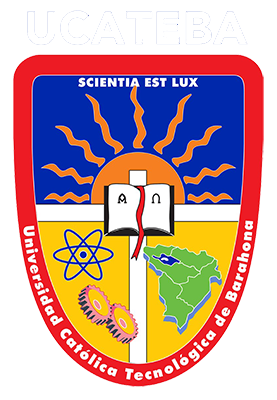 UCATEBA
SCIENTIA EST LUX
Α Ω
Universidad Católica Tecnológica de Barahona